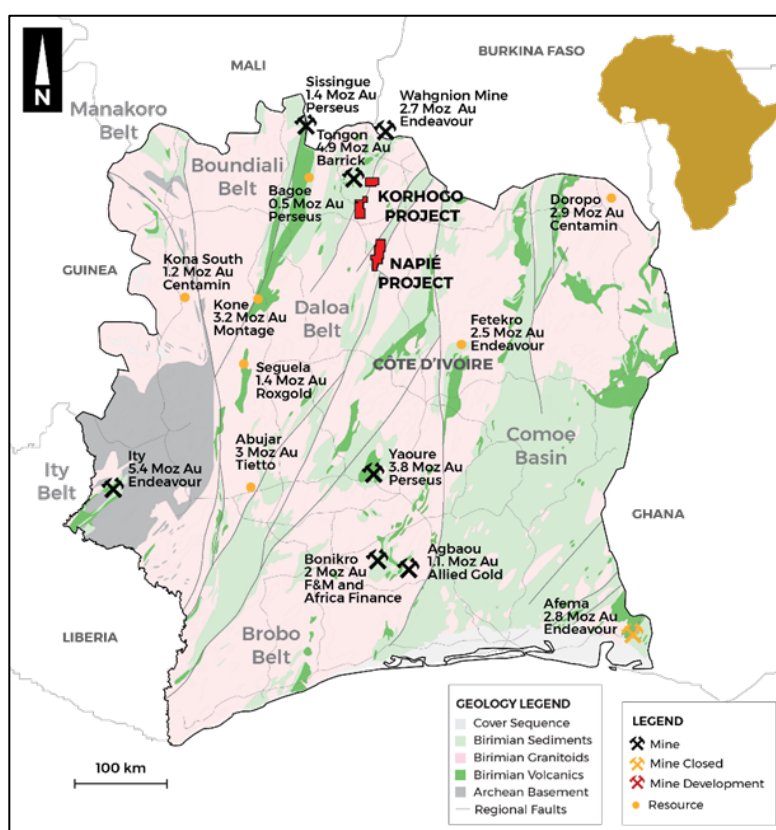 MALI
BURKINA FASO
N
Sissingue
1.4 Moz Au
Perseus
Wahgnion Mine
2.7 Moz Au
Endeavour
Manakoro
Belt
Tongon
4.9 Moz Au
Barrick
Boundiali
Belt
Bagoe
0.5 Moz Au
Perseus
KORHOGO
PROJECT
Doropo
2.9 Moz Au
Centamin
NAPIÉ
PROJECT
GUINEA
Kona South
1.2 Moz Au
Centamin
Kone
3.2 Moz Au
Montage
Daloa
Belt
Fetekro
2.5 Moz Au
Endeavour
CÔTE D'IVOIRE
Seguela
1.4 Moz Au
Roxgold
Comoe
Basin
Abujar
3 Moz Au
Tietto
Ity
5.4 Moz Au
Endeavour
Ity
Belt
Yaoure
3.8 Moz Au
Perseus
GHANA
Bonikro
2 Moz Au
F&M and
Africa Finance
Agbaou
1.1. Moz Au
Allied Gold
Afema
2.8 Moz Au
Endeavour
LIBERIA
Brobo
Belt
100 km
GEOLOGY LEGEND
Cover Sequence
Birimian Sediments
Birimian Granitoids
Birimian Volcanics
Archean Basement
Regional Faults
LEGEND
Mine
Mine Closed
Mine Development
Resource